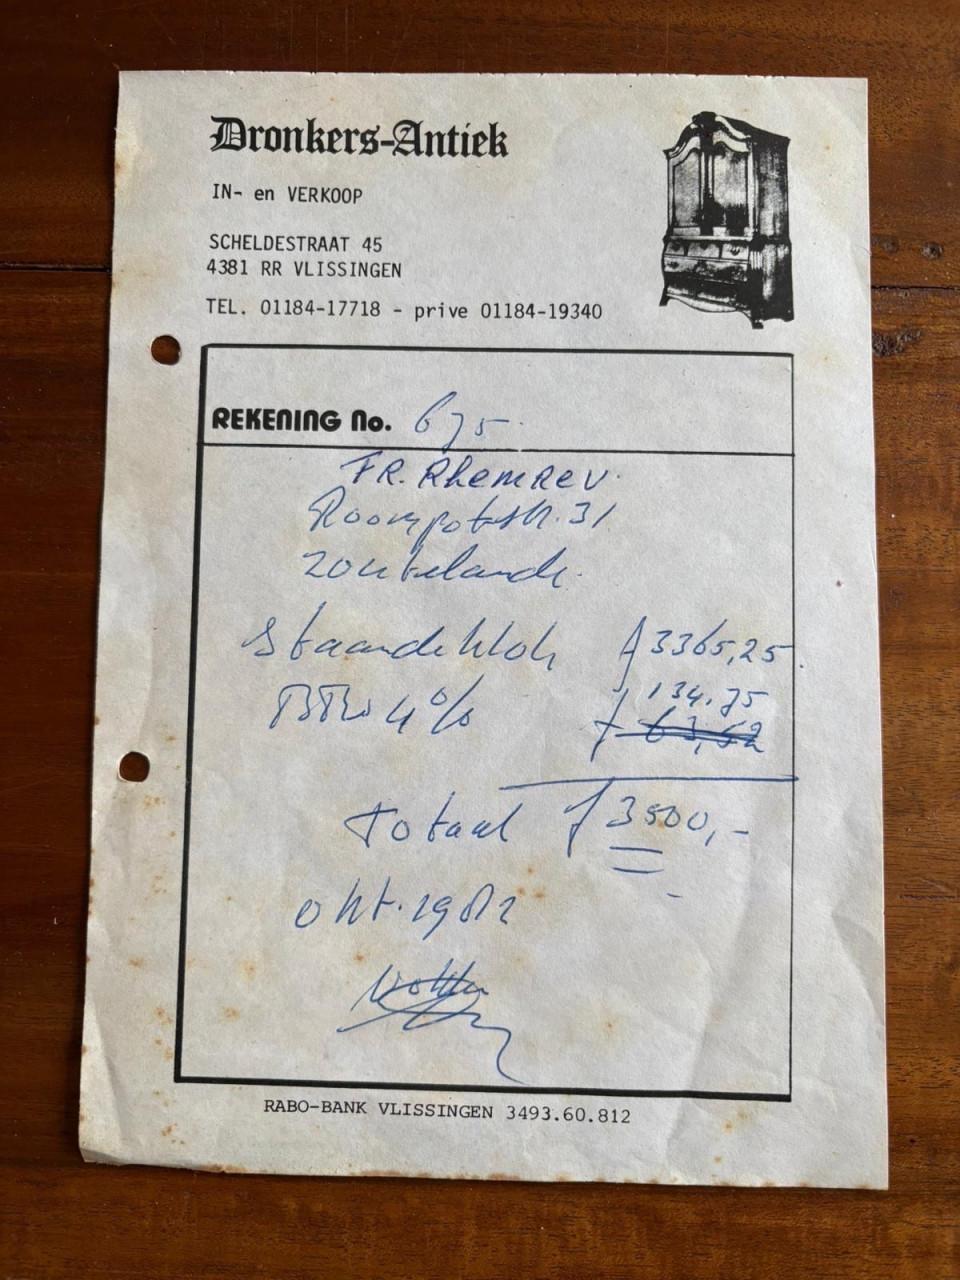 Dronkers-Antiek
IN- en VERKOOP
SCHELDESTRAAT 45
4381 RR VLISSINGEN
TEL. 01184-17718 - prive 01184-19340
REKENING No. 675
FR. Rhemrev.
Roompotstr. 31
Zoutelande.
Staande klok ƒ 3365,25.
BTW 4% ƒ 134,75
63,52
Totaal ƒ 3500,-
okt. 1982
RABO-BANK VLISSINGEN 3493.60.812